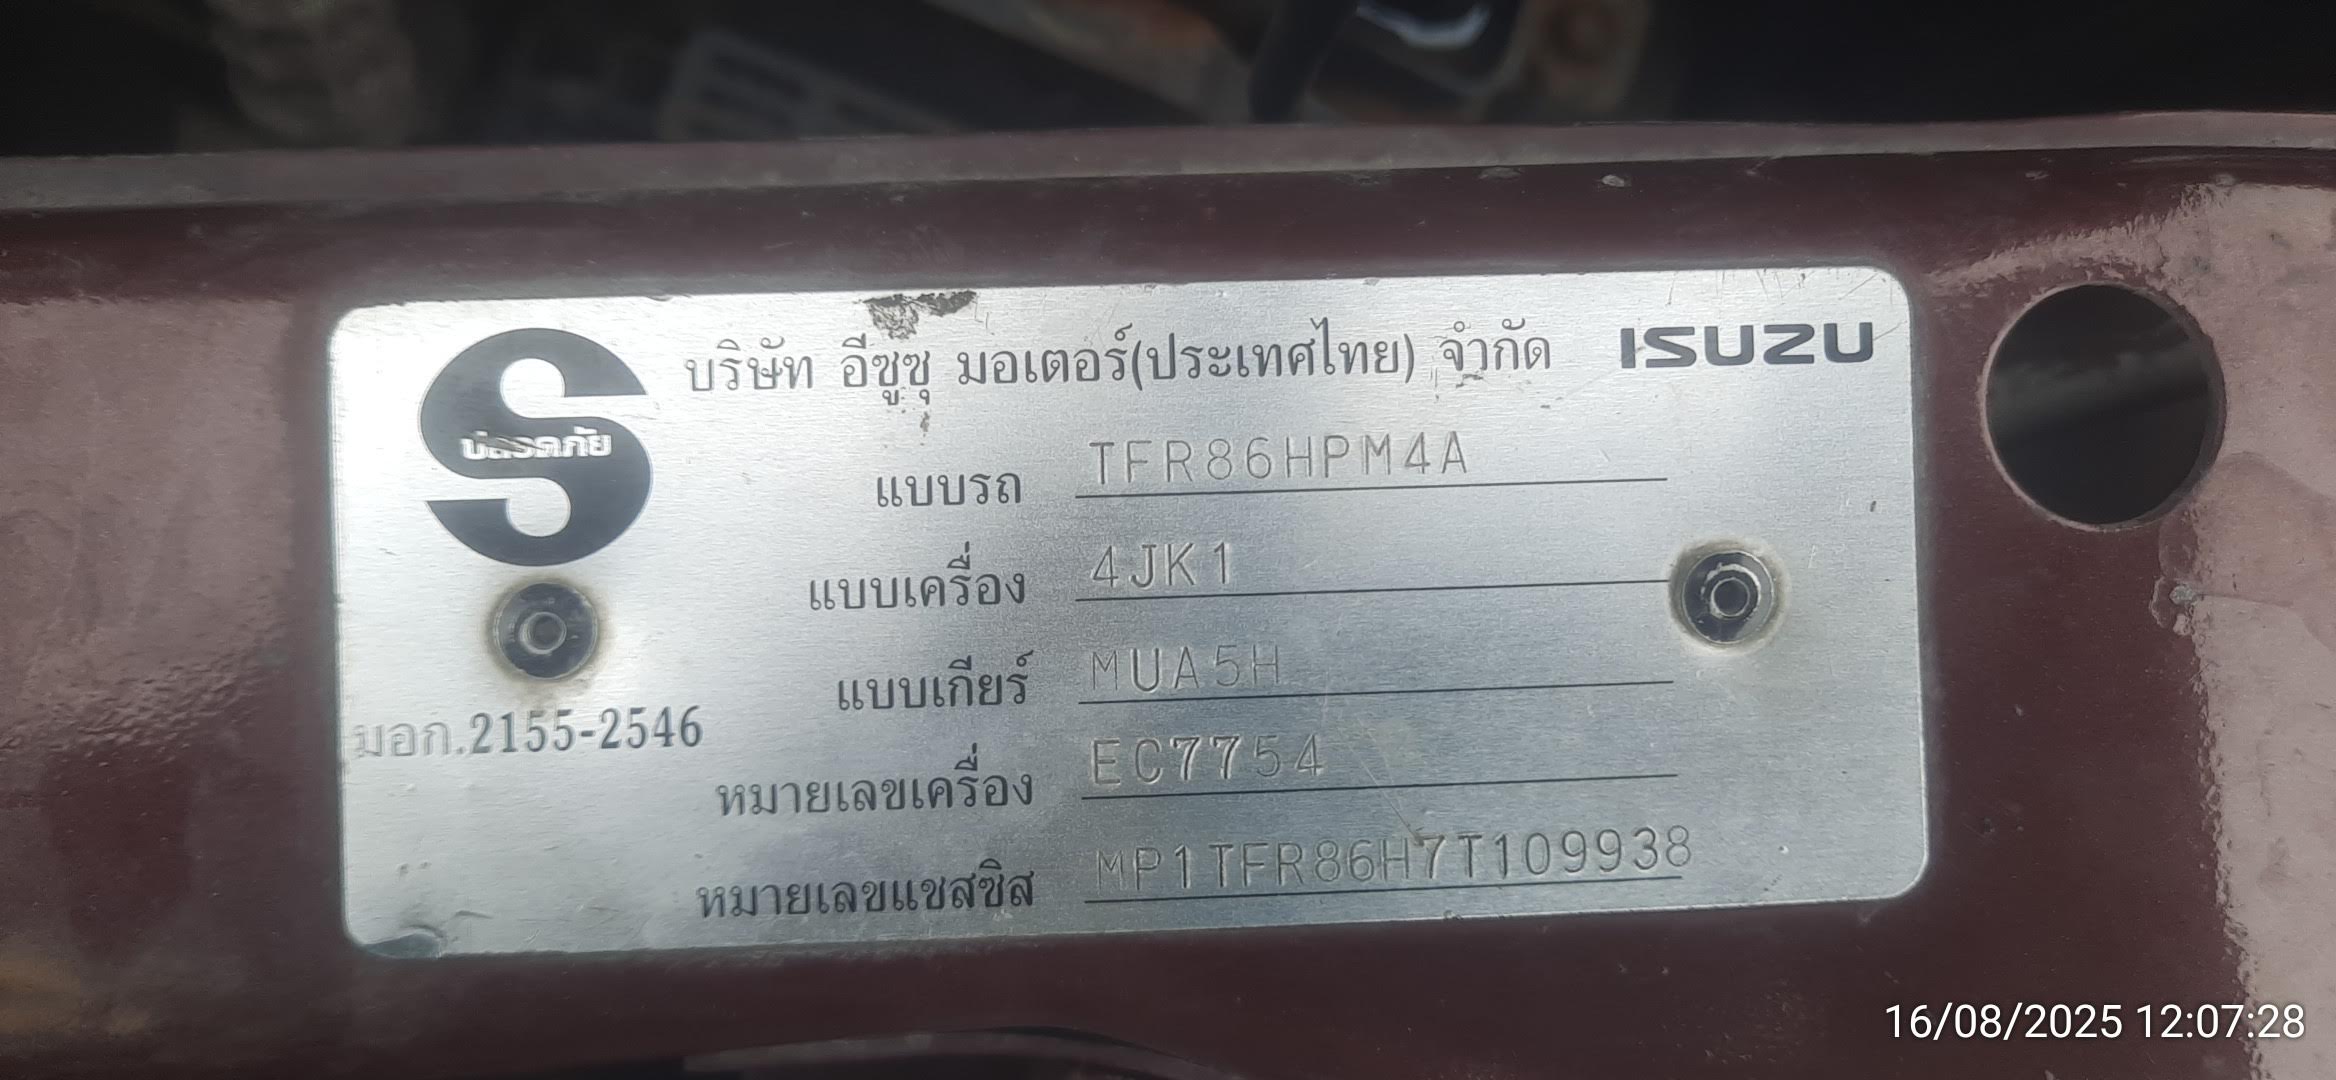 บริษัท อีซูซุ มอเตอร์(ประเทศไทย) จำกัด ISUZU
ปลอดภัย
แบบรถ TFR86HPM4A
แบบเครื่อง 4JK1
แบบเกียร์ MUA5H
มอก.2155-2546
หมายเลขเครื่อง EC7754
หมายเลขแชสซิส MP1TFR86H7T109938
16/08/2025 12:07:28